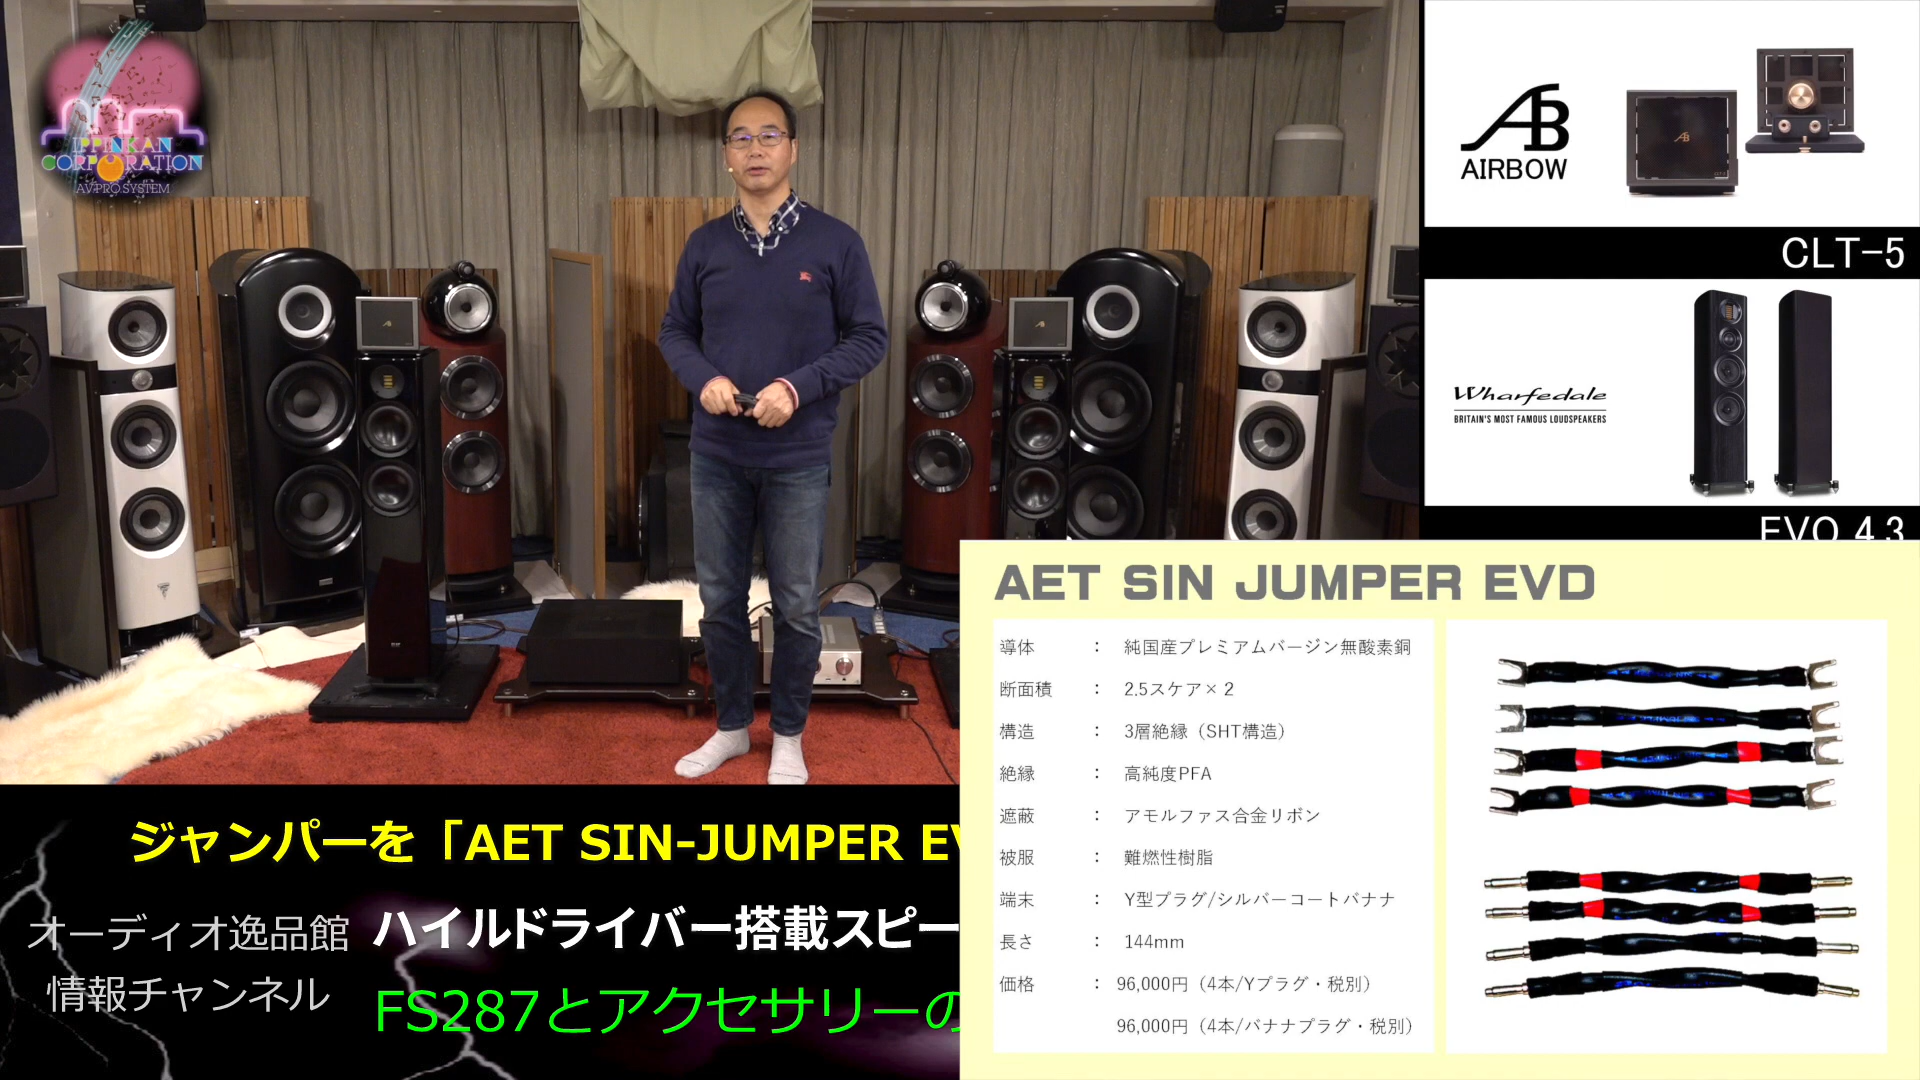 IPPINKAN
CORPORATION
AV-PRO.SYSTEM
AIRBOW
CLT-5
Wharfedale
BRITAIN'S MOST FAMOUS LOUDSPEAKERS
EVO 4.3
AET SIN JUMPER EVD
導体 : 純国産プレミアムバージン無酸素銅
断面積 : 2.5スケア×2
構造 : 3層絶縁（SHT構造）
絶縁 : 高純度PFA
遮蔽 : アモルファス合金リボン
被服 : 難燃性樹脂
端末 : Y型プラグ/シルバーコートバナナ
長さ : 144mm
価格 : 96,000円（4本/Yプラグ・税別）
96,000円（4本/バナナプラグ・税別）
ジャンパーを「AET SIN-JUMPER EV
オーディオ逸品館
情報チャンネル
ハイルドライバー搭載スピー
FS287とアクセサリーの